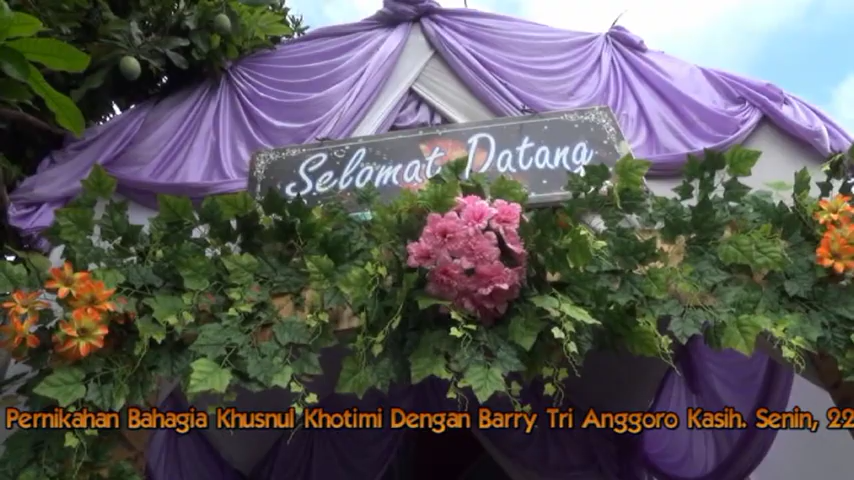 Selamat Datang
Pernikahan Bahagia Khusnul Khotimi Dengan Barry Tri Anggoro Kasih. Senin, 22